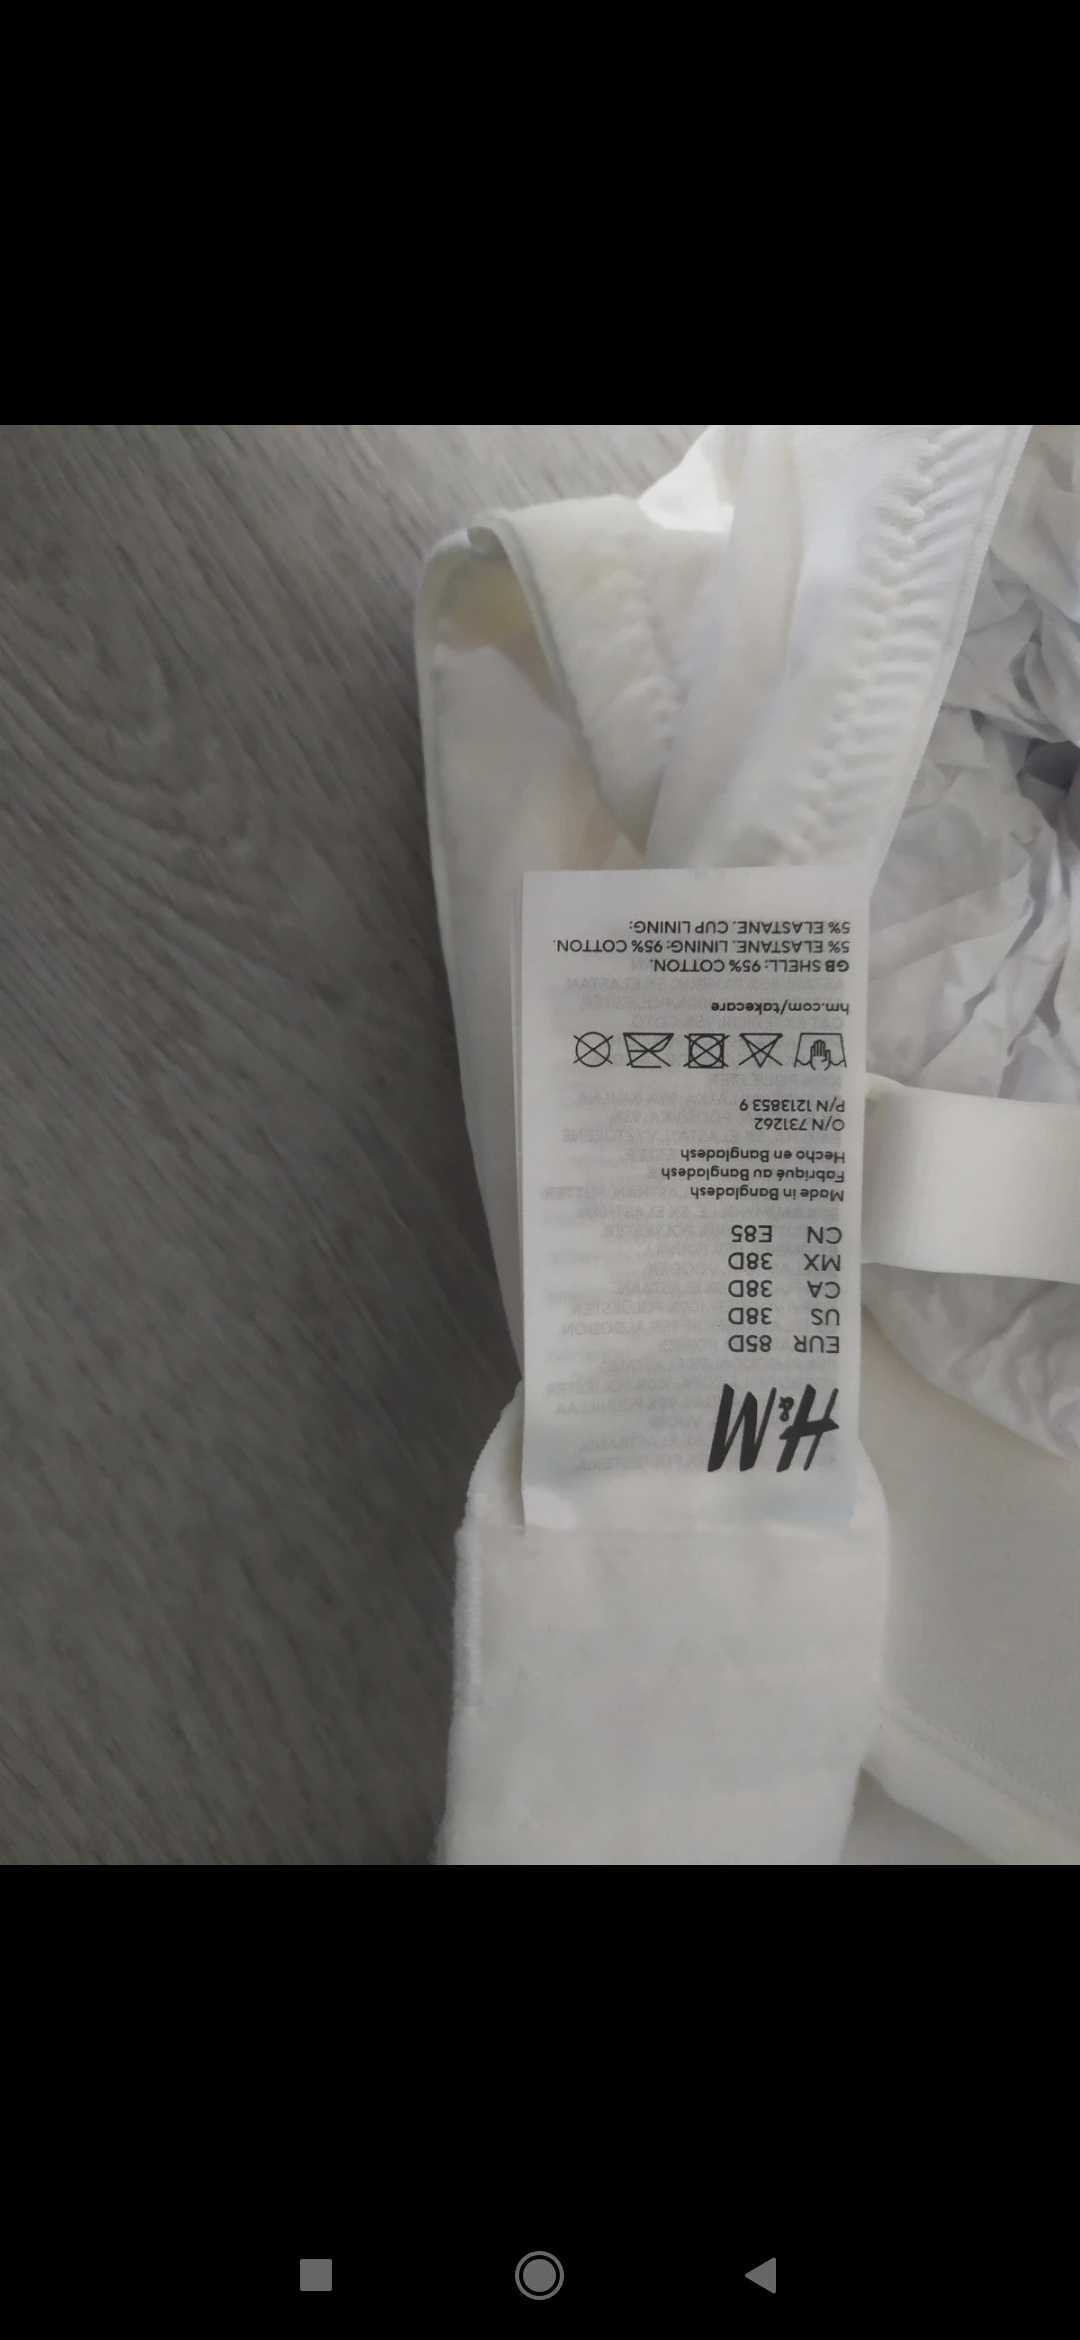 H&M
EUR 85D
US 38D
CA 38D
MX 38D
CN E85
Made in Bangladesh
Fabriqué au Bangladesh
Hecho en Bangladesh
O/N 731262
P/N 1213853 9
hm.com/takecare
GB SHELL: 95% COTTON.
5% ELASTANE. LINING: 95% COTTON.
5% ELASTANE. CUP LINING: